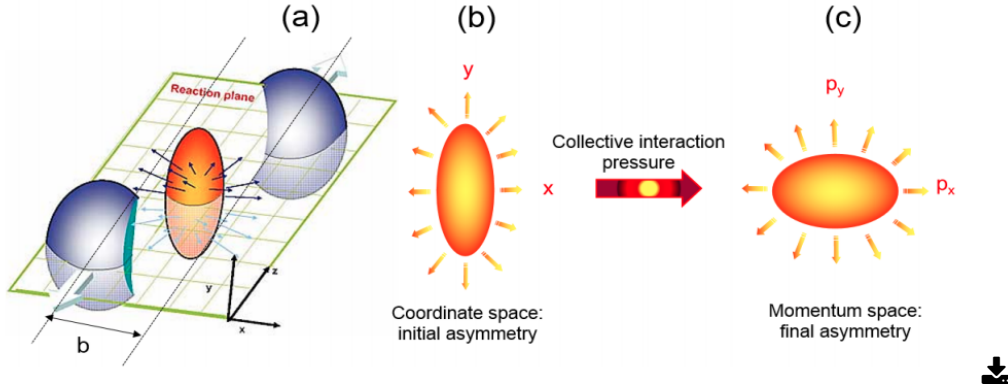 (a)
Reaction plane
y
z
x
b
(b)
y
x
Coordinate space:
initial asymmetry
Collective interaction
pressure
(c)
p_y
p_x
Momentum space:
final asymmetry